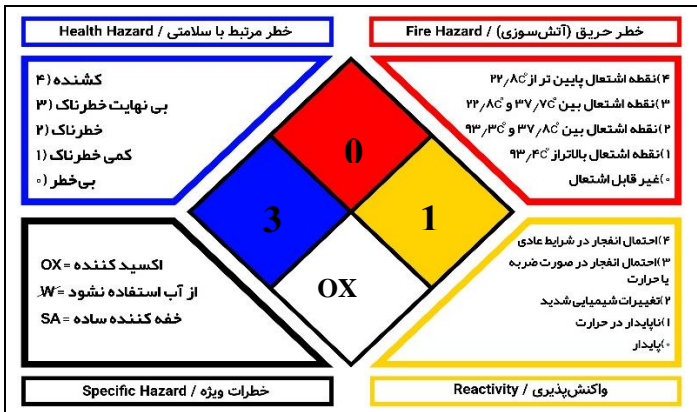 Health Hazard / خطر مرتبط با سلامتی
Fire Hazard / خطر حریق (آتش‌سوزی)
۴) کشنده
۳) بی نهایت خطرناک
۲) خطرناک
۱) کمی خطرناک
۰) بی‌خطر
۴) نقطه اشتعال پایین تر از ۲۲٫۸C°
۳) نقطه اشتعال بین ۳۷٫۷C° و ۲۲٫۸C°
۲) نقطه اشتعال بین ۳۷٫۸C° و ۹۳٫۳C°
۱) نقطه اشتعال بالاتراز ۹۳٫۴C°
۰) غیر قابل اشتعال
0
3
1
OX
OX = اکسید کننده
W = از آب استفاده نشود
SA = خفه کننده ساده
۴) احتمال انفجار در شرایط عادی
۳) احتمال انفجار در صورت ضربه
یا حرارت
۲) تغییرات شیمیایی شدید
۱) ناپایدار در حرارت
۰) پایدار
Specific Hazard / خطرات ویژه
Reactivity / واکنش‌پذیری